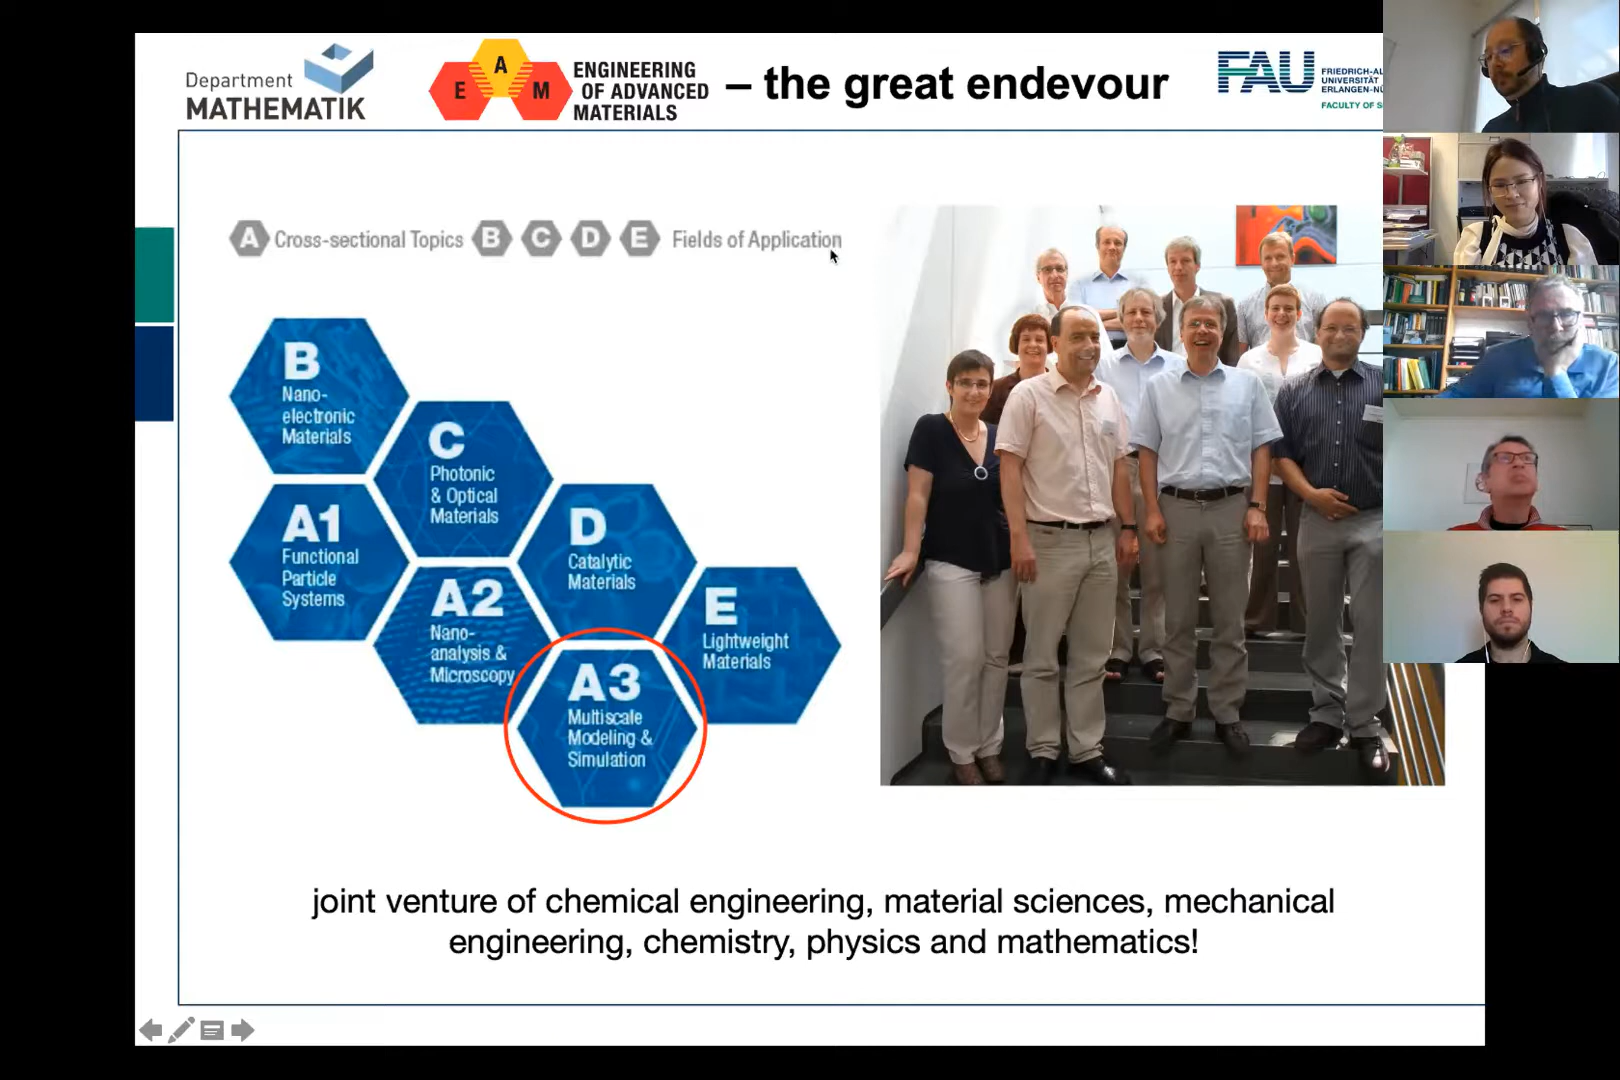 Department
MATHEMATIK
E
A
M
ENGINEERING
OF ADVANCED
MATERIALS
– the great endevour
FAU
FRIEDRICH-AL
UNIVERSITÄT
ERLANGEN-NÜ
FACULTY OF S
A Cross-sectional Topics B C D E Fields of Application
B
Nano-
electronic
Materials
C
Photonic
& Optical
Materials
A1
Functional
Particle
Systems
D
Catalytic
Materials
A2
Nano-
analysis &
Microscopy
E
Lightweight
Materials
A3
Multiscale
Modeling &
Simulation
joint venture of chemical engineering, material sciences, mechanical
engineering, chemistry, physics and mathematics!